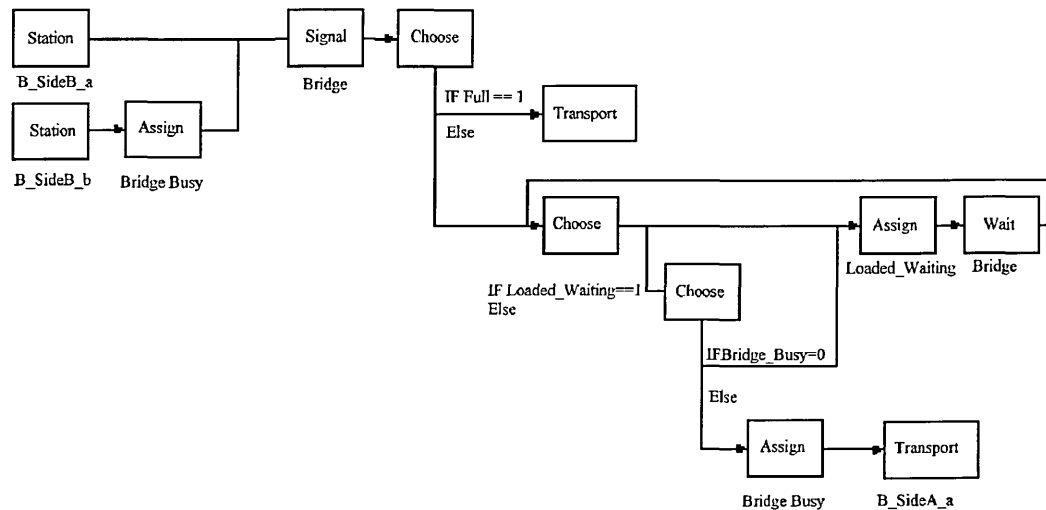 Station
Signal
Choose
B_SideB_a
Bridge
IF Full == 1
Transport
Station
Assign
Else
B_SideB_b
Bridge Busy
Choose
Assign
Wait
Loaded_Waiting
Bridge
IF Loaded_Waiting==1
Else
Choose
IFBridge_Busy=0
Else
Assign
Transport
Bridge Busy
B_SideA_a